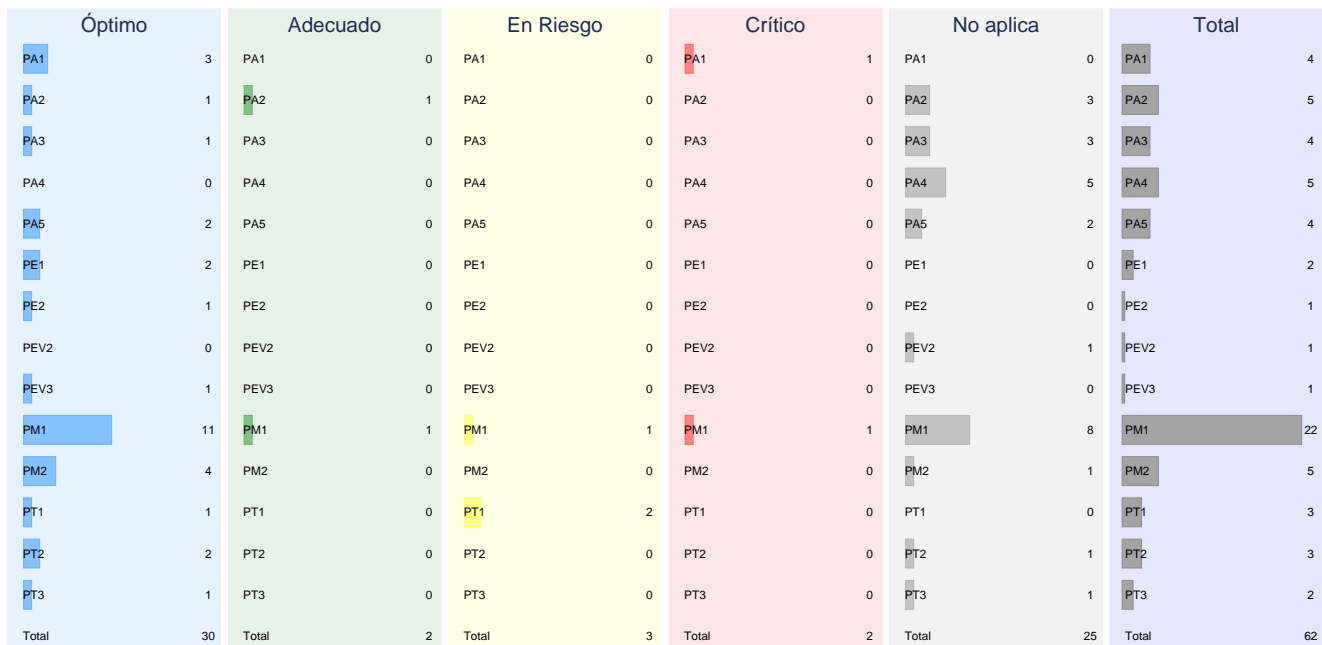 Óptimo Adecuado En Riesgo Crítico No aplica Total
PA1 3 PA1 0 PA1 0 PA1 1 PA1 0 PA1 4
PA2 1 PA2 1 PA2 0 PA2 0 PA2 3 PA2 5
PA3 1 PA3 0 PA3 0 PA3 0 PA3 3 PA3 4
PA4 0 PA4 0 PA4 0 PA4 0 PA4 5 PA4 5
PA5 2 PA5 0 PA5 0 PA5 0 PA5 2 PA5 4
PE1 2 PE1 0 PE1 0 PE1 0 PE1 0 PE1 2
PE2 1 PE2 0 PE2 0 PE2 0 PE2 0 PE2 1
PEV2 0 PEV2 0 PEV2 0 PEV2 0 PEV2 1 PEV2 1
PEV3 1 PEV3 0 PEV3 0 PEV3 0 PEV3 0 PEV3 1
PM1 11 PM1 1 PM1 1 PM1 1 PM1 8 PM1 22
PM2 4 PM2 0 PM2 0 PM2 0 PM2 1 PM2 5
PT1 1 PT1 0 PT1 2 PT1 0 PT1 0 PT1 3
PT2 2 PT2 0 PT2 0 PT2 0 PT2 1 PT2 3
PT3 1 PT3 0 PT3 0 PT3 0 PT3 1 PT3 2
Total 30 Total 2 Total 3 Total 2 Total 25 Total 62